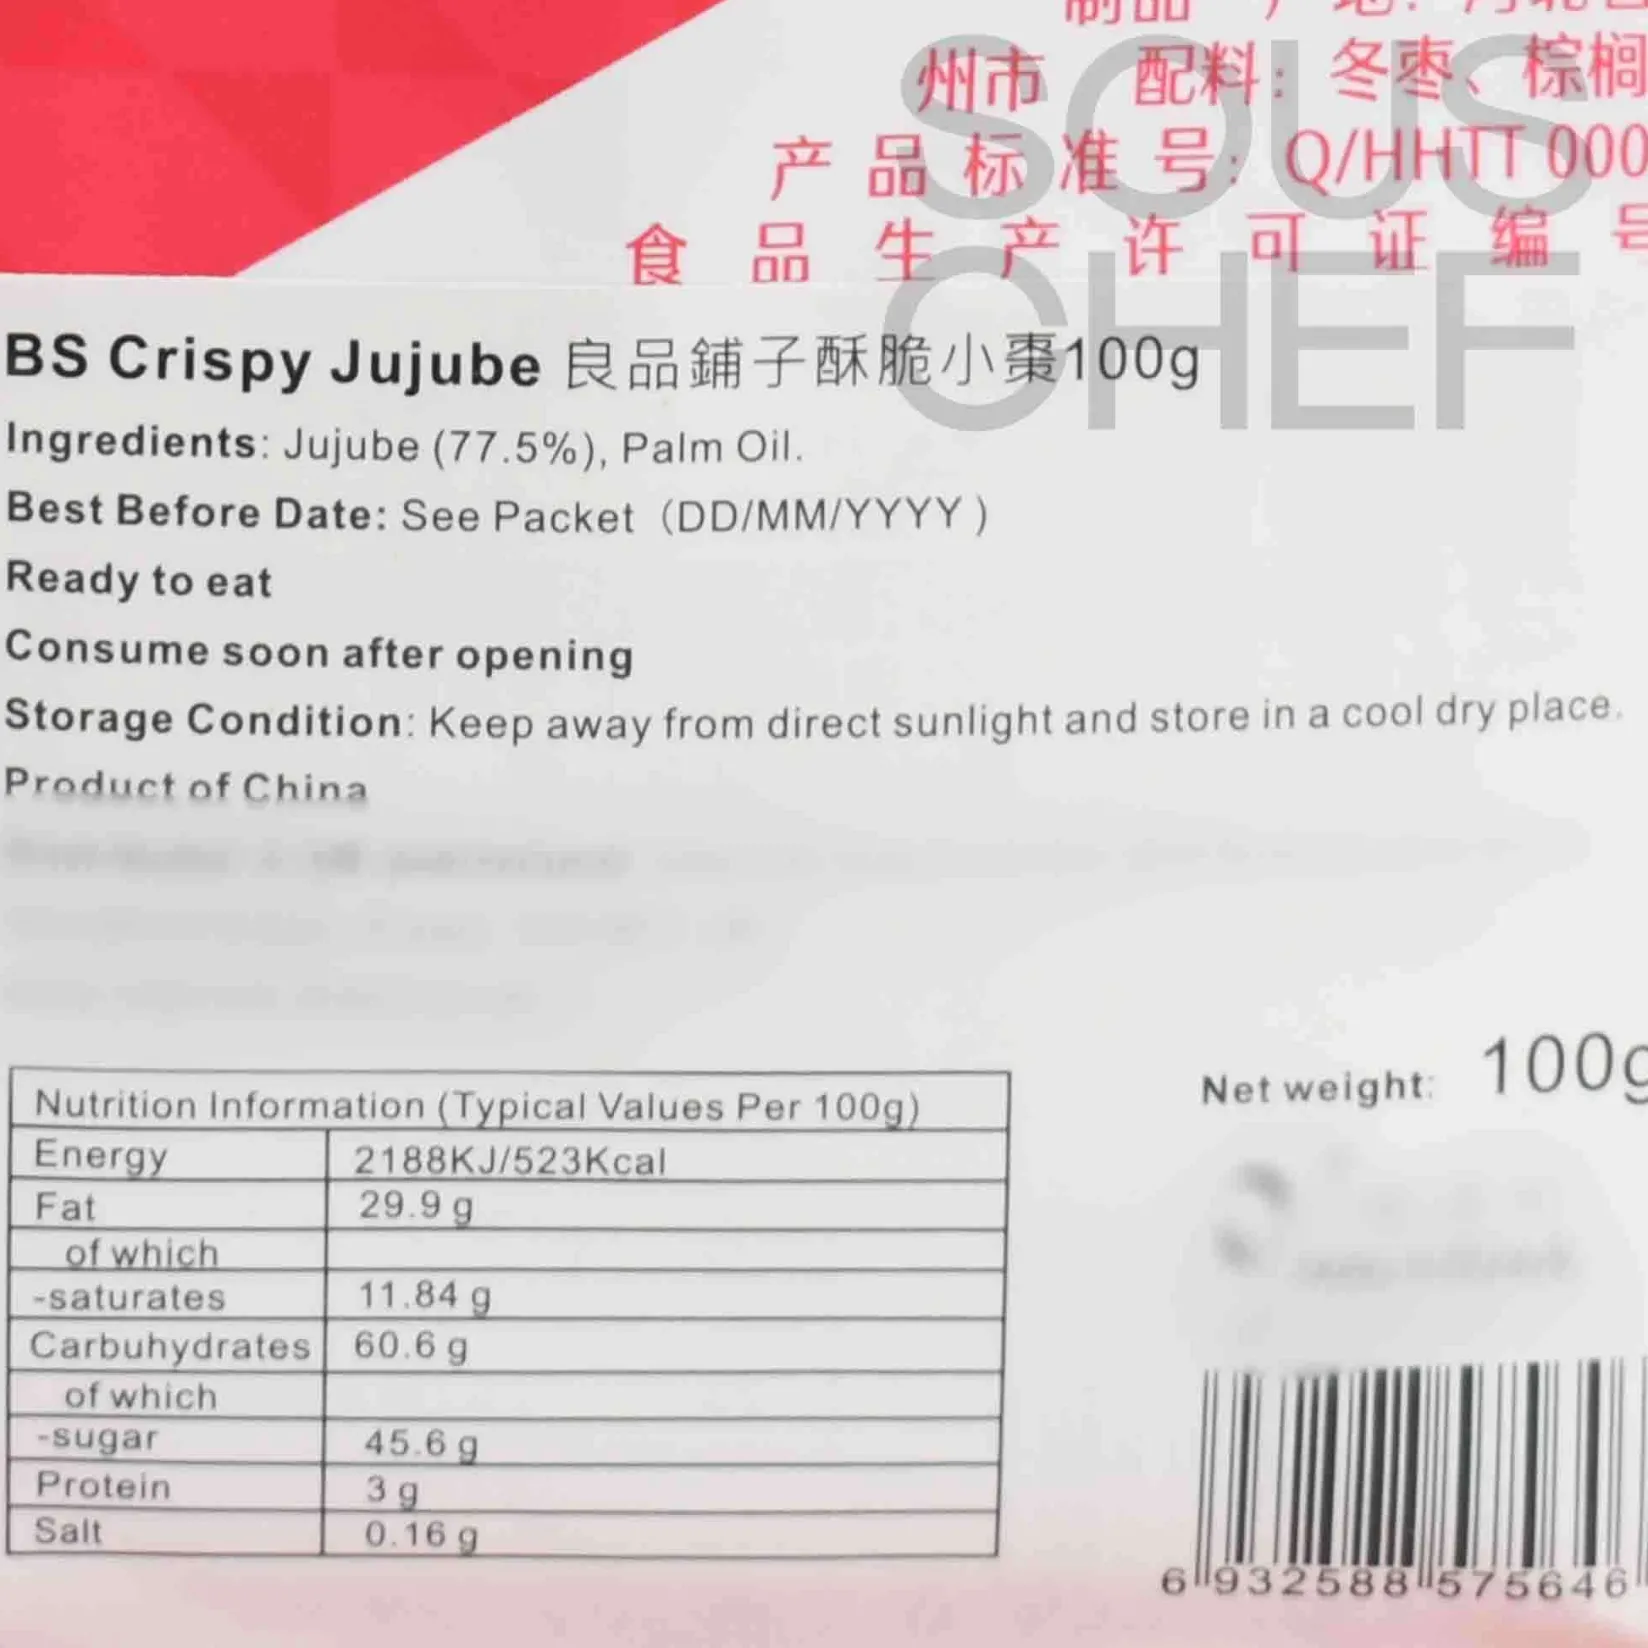 州市 配料: 冬枣、棕榈
产品标准号: Q/HHTT 000
食品生产许可证编号
SOUS
CHEF
BS Crispy Jujube 良品鋪子酥脆小棗100g
Ingredients: Jujube (77.5%), Palm Oil.
Best Before Date: See Packet (DD/MM/YYYY)
Ready to eat
Consume soon after opening
Storage Condition: Keep away from direct sunlight and store in a cool dry place.
Product of China
Net weight: 100g
Nutrition Information (Typical Values Per 100g)
Energy 2188KJ/523Kcal
Fat 29.9 g
of which
-saturates 11.84 g
Carbuhydrates 60.6 g
of which
-sugar 45.6 g
Protein 3 g
Salt 0.16 g
6 932588 575646